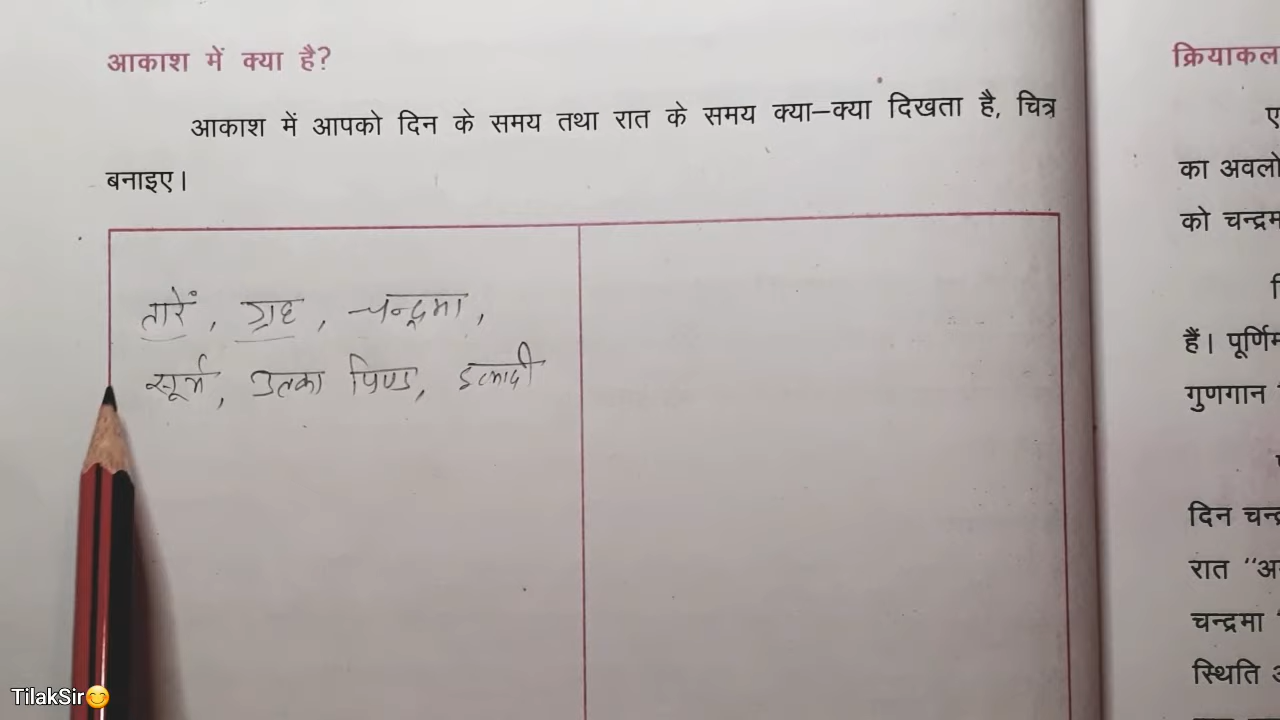 आकाश में क्या है?
आकाश में आपको दिन के समय तथा रात के समय क्या–क्या दिखता है, चित्र
बनाइए।
तारें, ग्रह, चन्द्रमा,
सूर्य, उलका पिण्ड, इत्यादी
क्रियाकल
ए
का अवलो
को चन्द्रम
हैं। पूर्णिम
गुणगान
दिन चन्द्र
रात "अ
चन्द्रमा
स्थिति
TilakSir😊